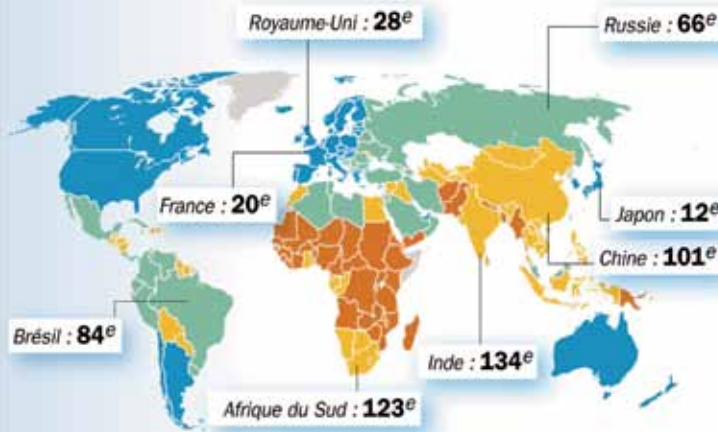 Royaume-Uni : 28e
Russie : 66e
France : 20e
Japon : 12e
Chine : 101e
Brésil : 84e
Inde : 134e
Afrique du Sud : 123e